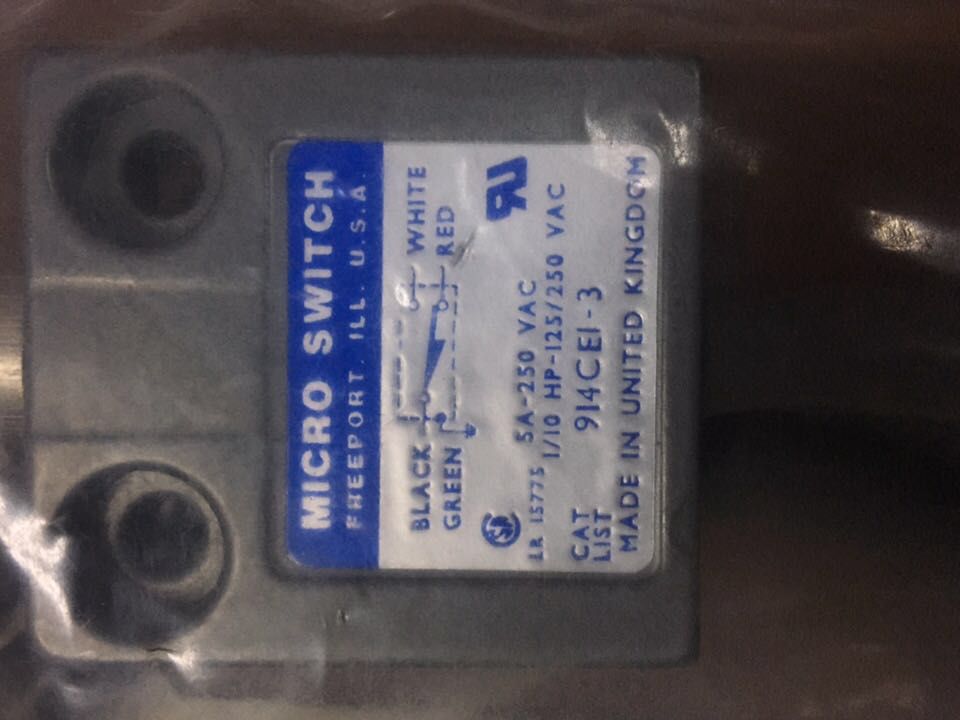 MICRO SWITCH
FREEPORT, ILL. U.S.A.
BLACK WHITE
GREEN RED
LR 15775 5A-250 VAC
1/10 HP-125/250 VAC
CAT
LIST 914CE1-3
MADE IN UNITED KINGDOM